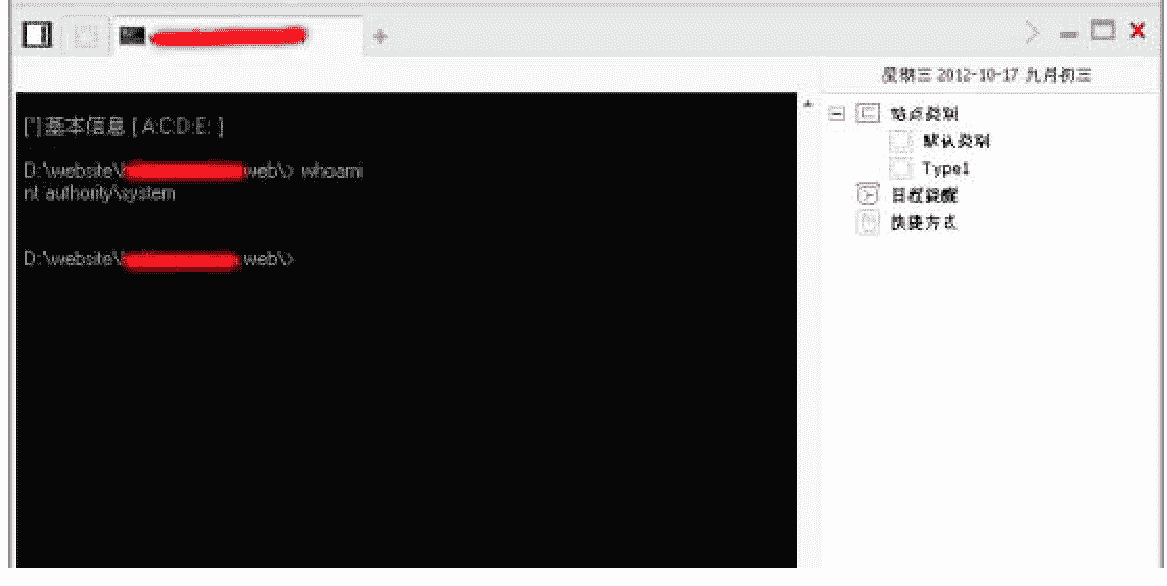 星期三 2012-10-17 九月初三
[*]基本信息 [ A:C:D:E: ]
D:\website\ web\> whoami
nt authority\system
D:\website\ web\>
站点类别
默认类别
Type1
日程提醒
快捷方式